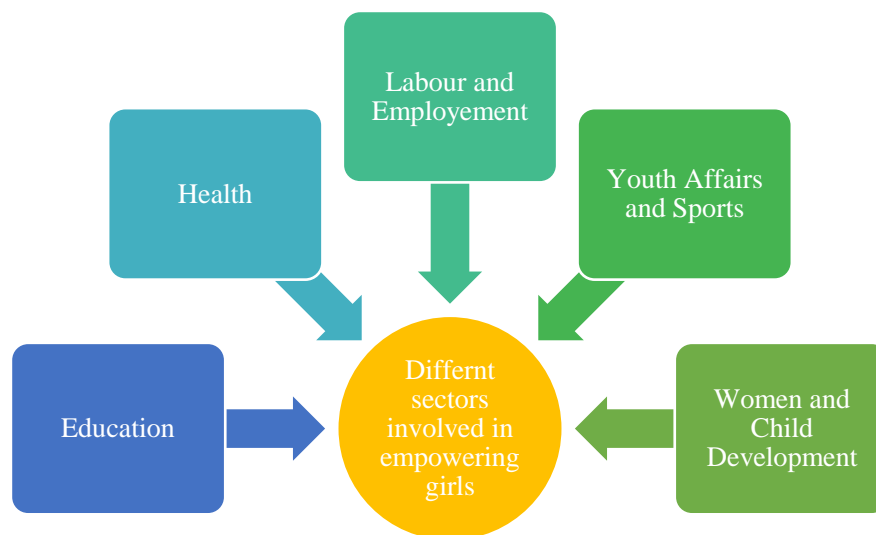 Labour and
Employement
Health
Youth Affairs
and Sports
Education
Differnt
sectors
involved in
empowering
girls
Women and
Child
Development